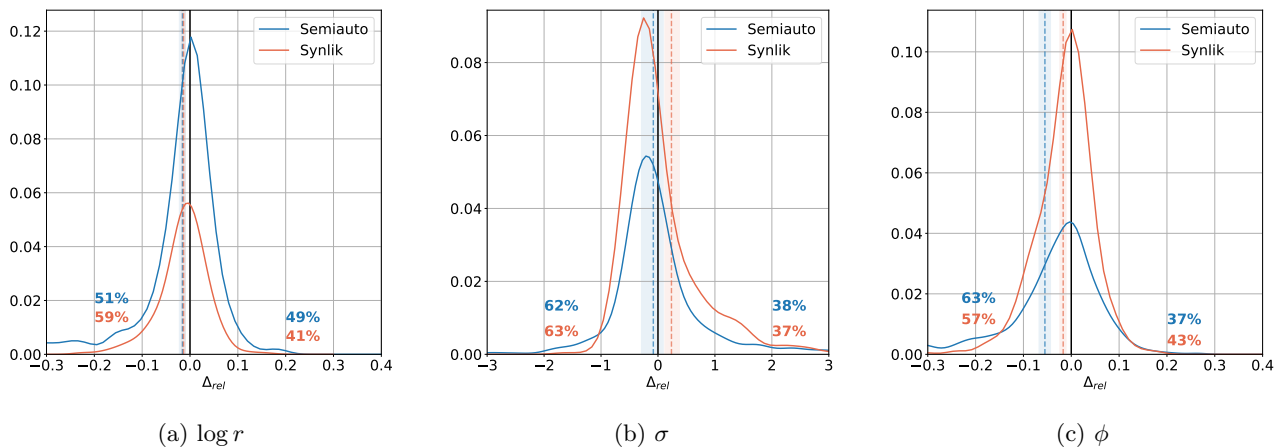 0.12
0.10
0.08
0.06
0.04
0.02
0.00
Semiauto
Synlik
51%
59%
49%
41%
−0.3 −0.2 −0.1 0.0 0.1 0.2 0.3 0.4
Δrel
(a) log r
0.08
0.06
0.04
0.02
0.00
Semiauto
Synlik
62%
63%
38%
37%
−3 −2 −1 0 1 2 3
Δrel
(b) σ
0.10
0.08
0.06
0.04
0.02
0.00
Semiauto
Synlik
63%
57%
37%
43%
−0.3 −0.2 −0.1 0.0 0.1 0.2 0.3 0.4
Δrel
(c) ϕ